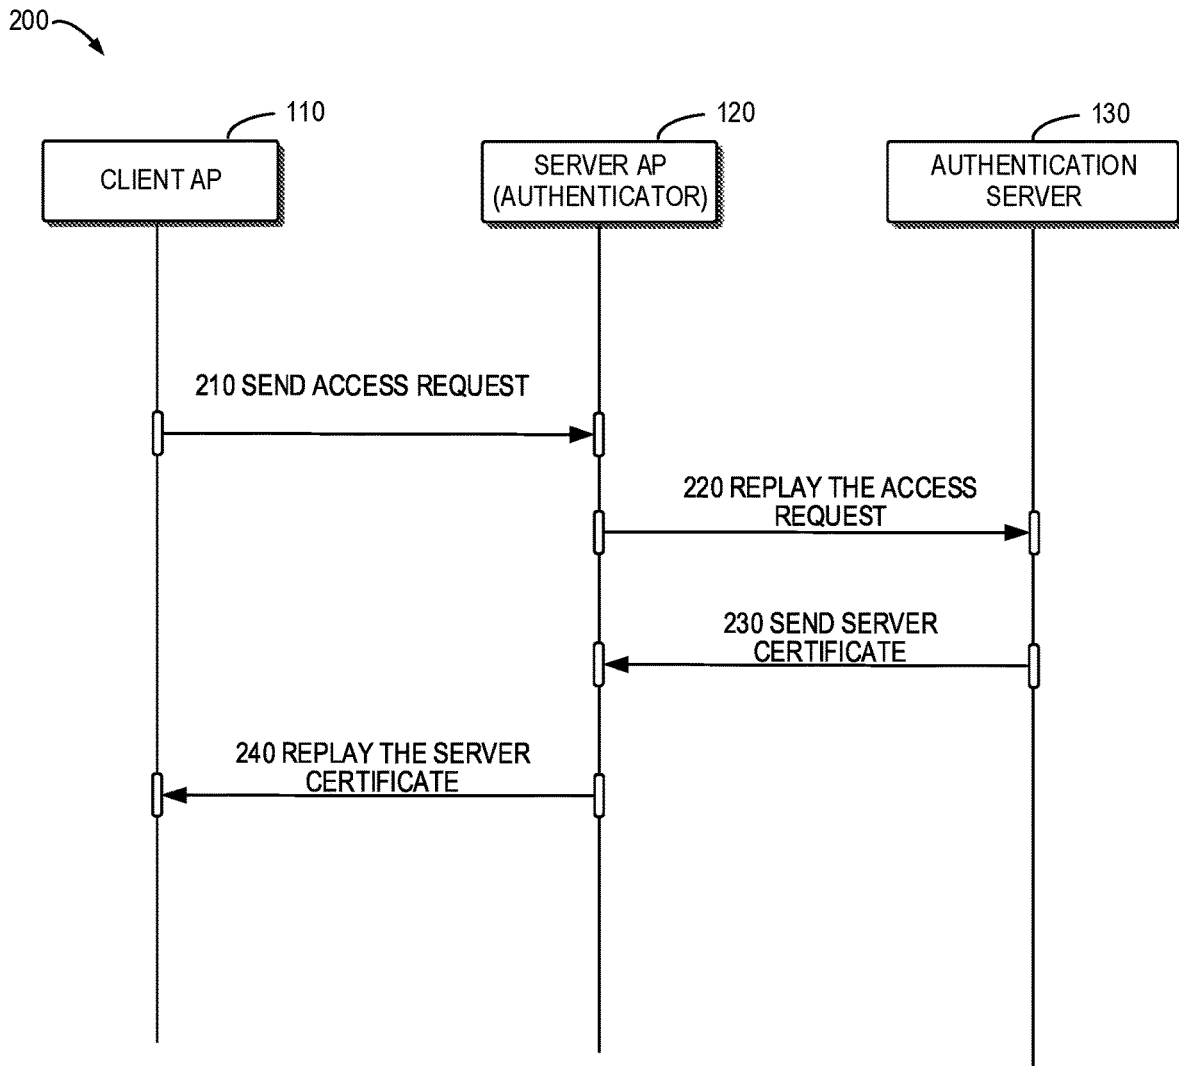 200
110
120
130
CLIENT AP
SERVER AP
(AUTHENTICATOR)
AUTHENTICATION
SERVER
210 SEND ACCESS REQUEST
220 REPLAY THE ACCESS
REQUEST
230 SEND SERVER
CERTIFICATE
240 REPLAY THE SERVER
CERTIFICATE